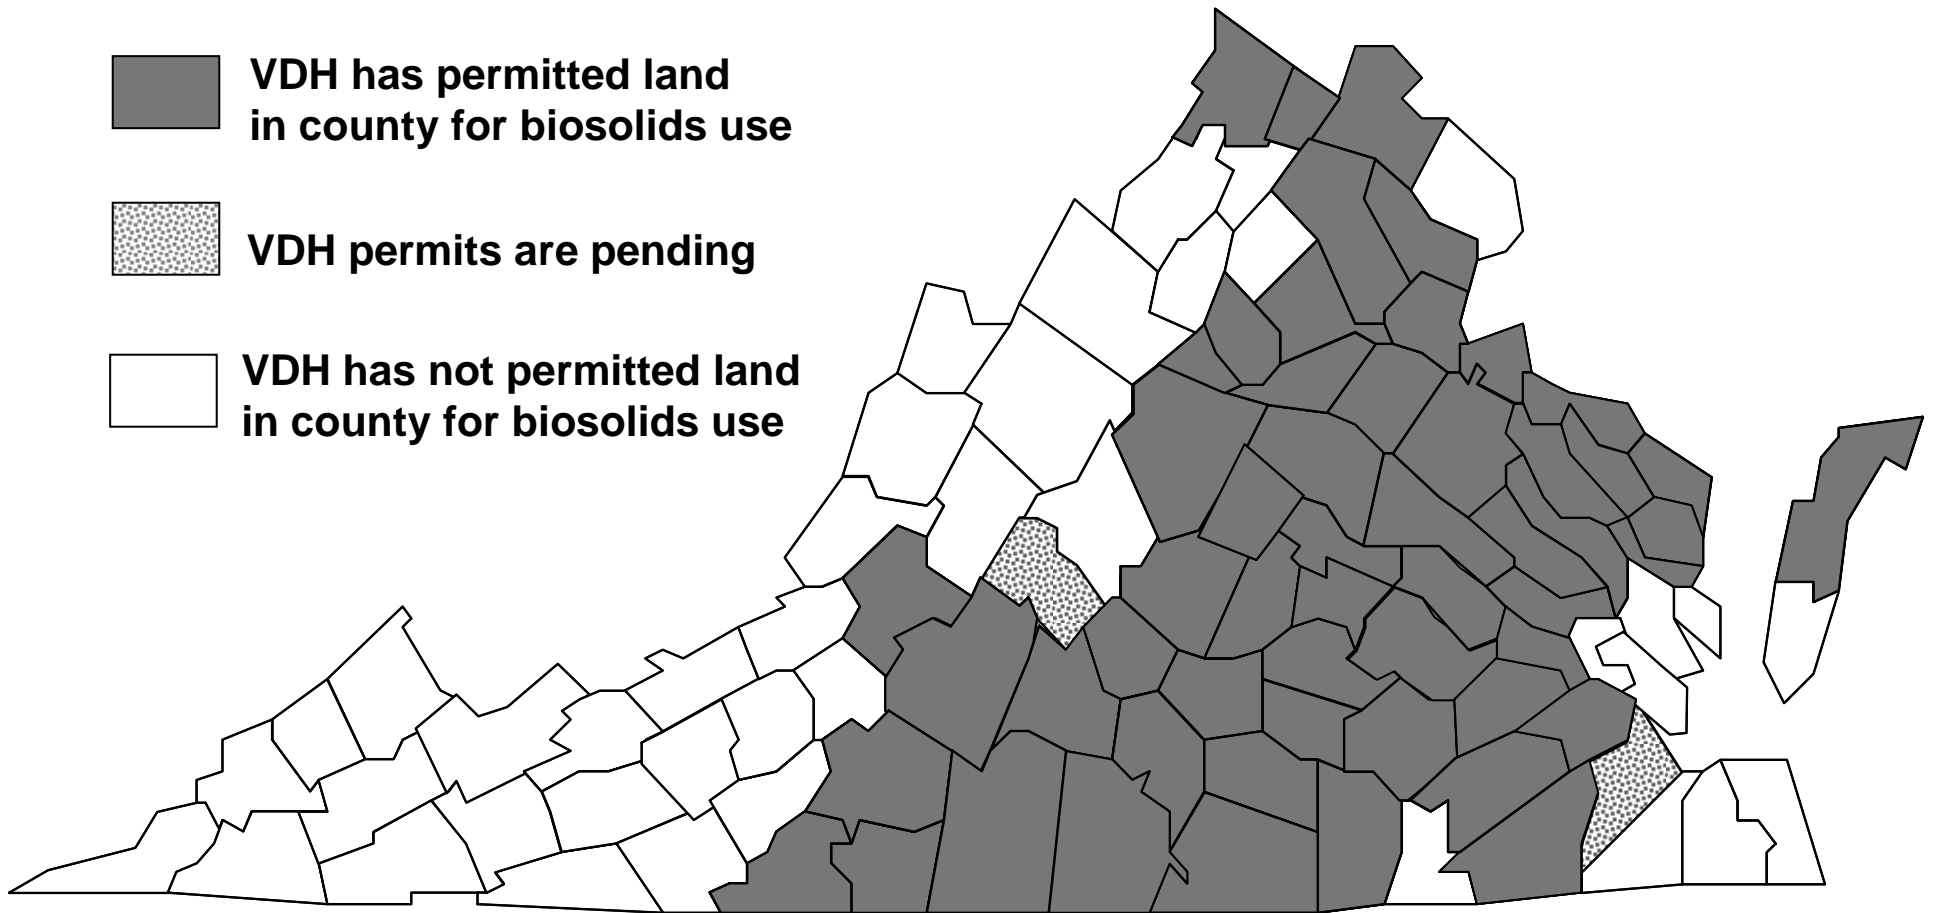 VDH has permitted land
in county for biosolids use
VDH permits are pending
VDH has not permitted land
in county for biosolids use